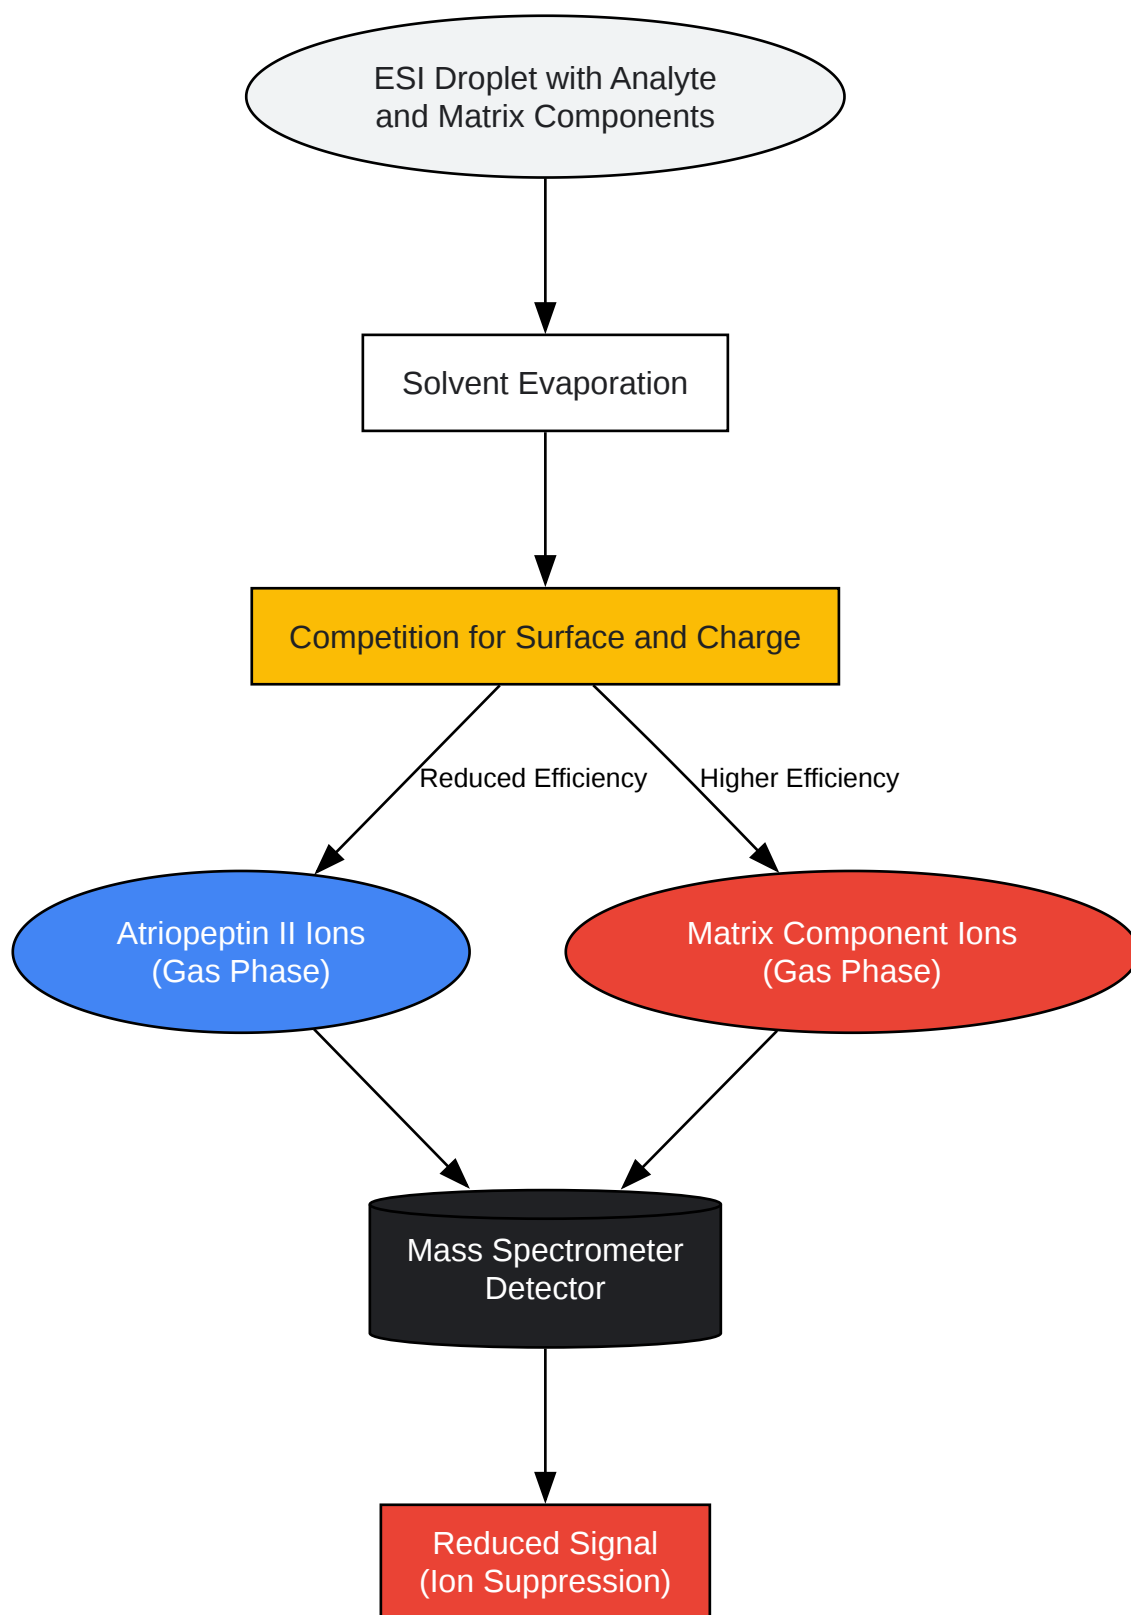 ESI Droplet with Analyte
and Matrix Components
Solvent Evaporation
Competition for Surface and Charge
Reduced Efficiency
Higher Efficiency
Atriopeptin II Ions
(Gas Phase)
Matrix Component Ions
(Gas Phase)
Mass Spectrometer
Detector
Reduced Signal
(Ion Suppression)